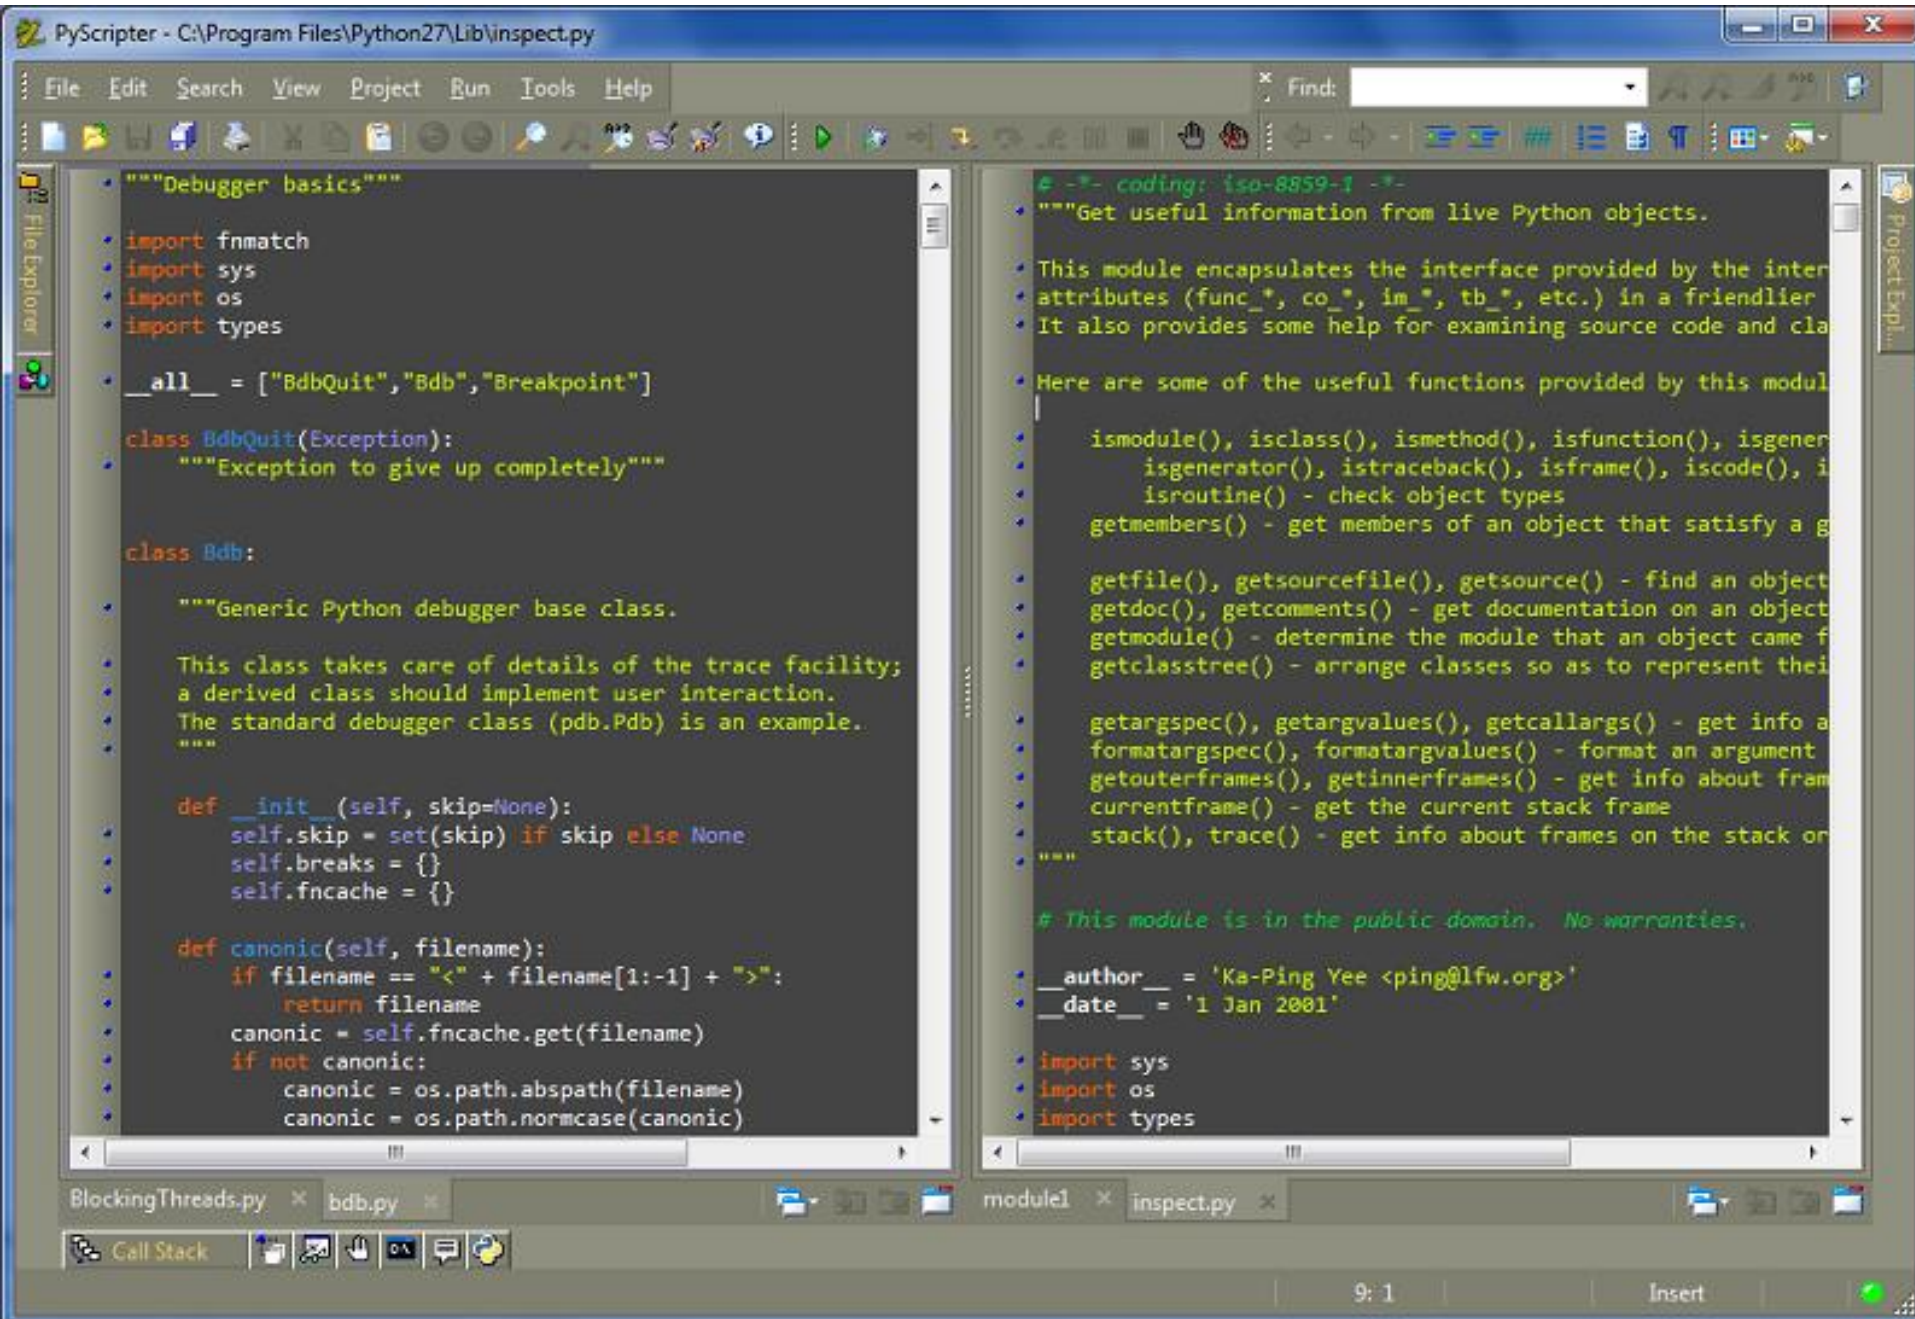 PyScripter - C:\Program Files\Python27\Lib\inspect.py
File Edit Search View Project Run Tools Help
Find:
File Explorer
"""Debugger basics"""
import fnmatch
import sys
import os
import types
__all__ = ["BdbQuit","Bdb","Breakpoint"]
class BdbQuit(Exception):
"""Exception to give up completely"""
class Bdb:
"""Generic Python debugger base class.
This class takes care of details of the trace facility;
a derived class should implement user interaction.
The standard debugger class (pdb.Pdb) is an example.
"""
def __init__(self, skip=None):
self.skip = set(skip) if skip else None
self.breaks = {}
self.fncache = {}
def canonic(self, filename):
if filename == "<" + filename[1:-1] + ">":
return filename
canonic = self.fncache.get(filename)
if not canonic:
canonic = os.path.abspath(filename)
canonic = os.path.normcase(canonic)
# -*- coding: iso-8859-1 -*-
"""Get useful information from live Python objects.
This module encapsulates the interface provided by the inter
attributes (func_*, co_*, im_*, tb_*, etc.) in a friendlier
It also provides some help for examining source code and cla
Here are some of the useful functions provided by this modul
ismodule(), isclass(), ismethod(), isfunction(), isgener
isgenerator(), istraceback(), isframe(), iscode(), i
isroutine() - check object types
getmembers() - get members of an object that satisfy a g
getfile(), getsourcefile(), getsource() - find an object
getdoc(), getcomments() - get documentation on an object
getmodule() - determine the module that an object came f
getclasstree() - arrange classes so as to represent thei
getargspec(), getargvalues(), getcallargs() - get info a
formatargspec(), formatargvalues() - format an argument
getouterframes(), getinnerframes() - get info about fram
currentframe() - get the current stack frame
stack(), trace() - get info about frames on the stack or
"""
# This module is in the public domain.  No warranties.
__author__ = 'Ka-Ping Yee <ping@lfw.org>'
__date__ = '1 Jan 2001'
import sys
import os
import types
Project Expl...
BlockingThreads.py
bdb.py
module1
inspect.py
Call Stack
9: 1
Insert